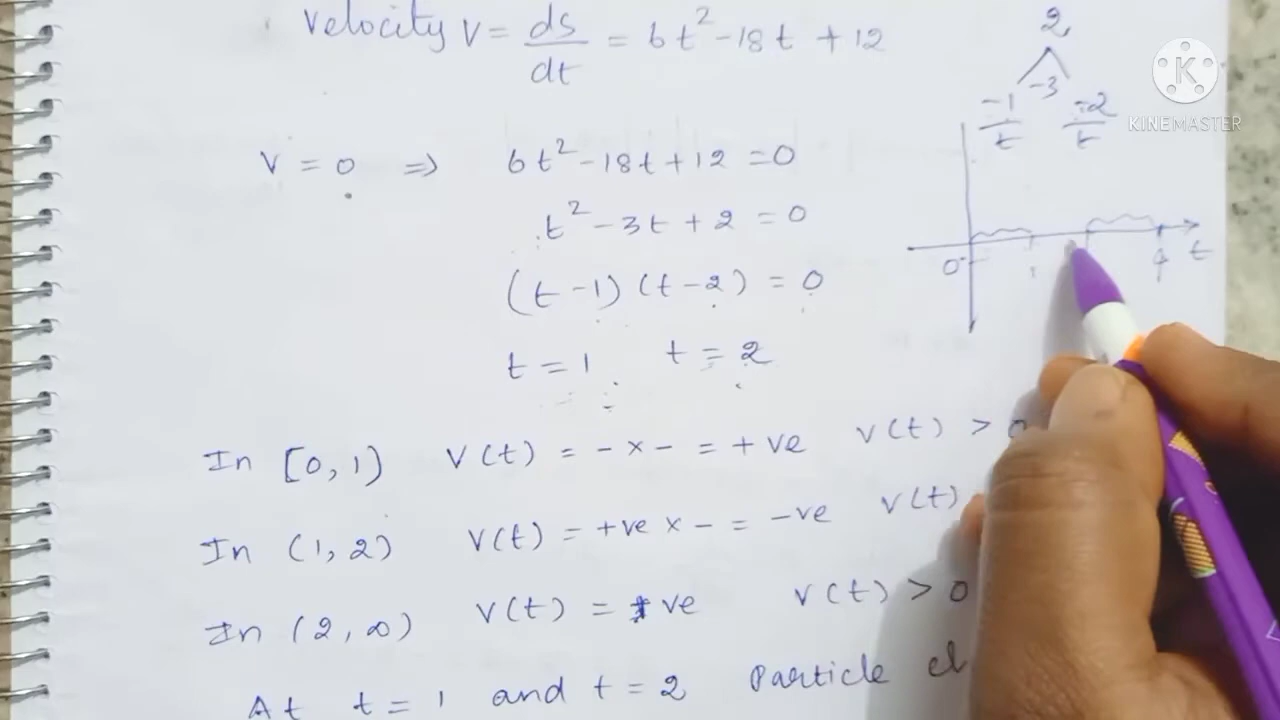 Velocity V = ds/dt = 6t² - 18t + 12
V = 0 ⇒ 6t² - 18t + 12 = 0
t² - 3t + 2 = 0
(t - 1) (t - 2) = 0
t = 1 t = 2
In [0, 1) V(t) = - × - = + ve V(t) > 0
In (1, 2) V(t) = +ve × - = -ve V(t)
In (2, ∞) V(t) = +ve V(t) > 0
At t = 1 and t = 2 Particle
2
-3
-1/t -2/t
0 1 4 t
K
KINEMASTER